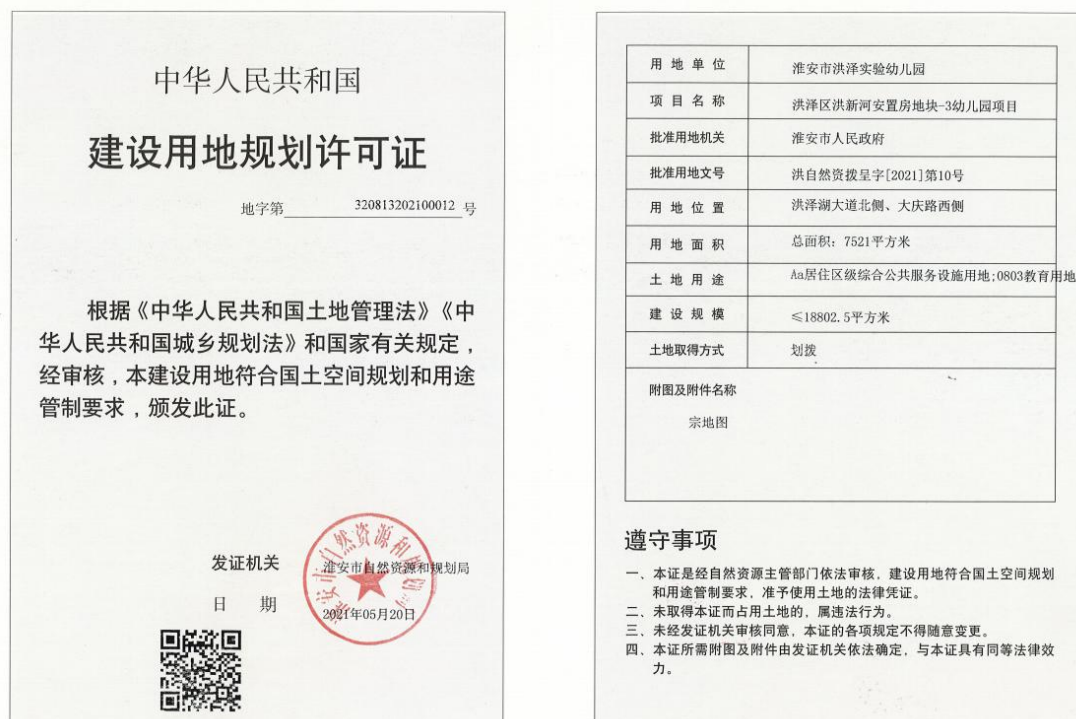 中华人民共和国
建设用地规划许可证
地字第 320813202100012 号
根据《中华人民共和国土地管理法》《中
华人民共和国城乡规划法》和国家有关规定，
经审核，本建设用地符合国土空间规划和用途
管制要求，颁发此证。
发证机关 淮安市自然资源和规划局
日 期 2021年05月20日
淮安市自然资源和规划局
用地单位 淮安市洪泽实验幼儿园
项目名称 洪泽区洪新河安置房地块-3幼儿园项目
批准用地机关 淮安市人民政府
批准用地文号 洪自然资拨呈字[2021]第10号
用地位置 洪泽湖大道北侧、大庆路西侧
用地面积 总面积：7521平方米
土地用途 Aa居住区级综合公共服务设施用地;0803教育用地
建设规模 ≤18802.5平方米
土地取得方式 划拨
附图及附件名称
宗地图
遵守事项
一、本证是经自然资源主管部门依法审核，建设用地符合国土空间规划
和用途管制要求，准予使用土地的法律凭证。
二、未取得本证而占用土地的，属违法行为。
三、未经发证机关审核同意，本证的各项规定不得随意变更。
四、本证所需附图及附件由发证机关依法确定，与本证具有同等法律效
力。